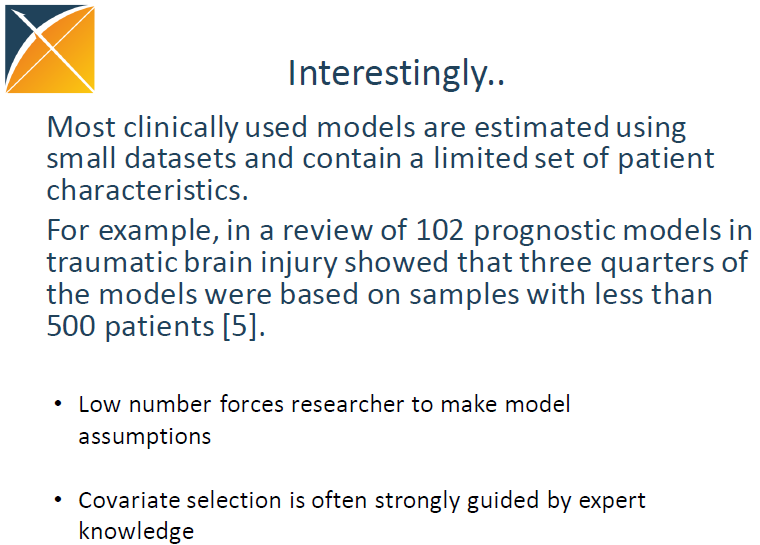 Interestingly..
Most clinically used models are estimated using
small datasets and contain a limited set of patient
characteristics.
For example, in a review of 102 prognostic models in
traumatic brain injury showed that three quarters of
the models were based on samples with less than
500 patients [5].
• Low number forces researcher to make model
assumptions
• Covariate selection is often strongly guided by expert
knowledge